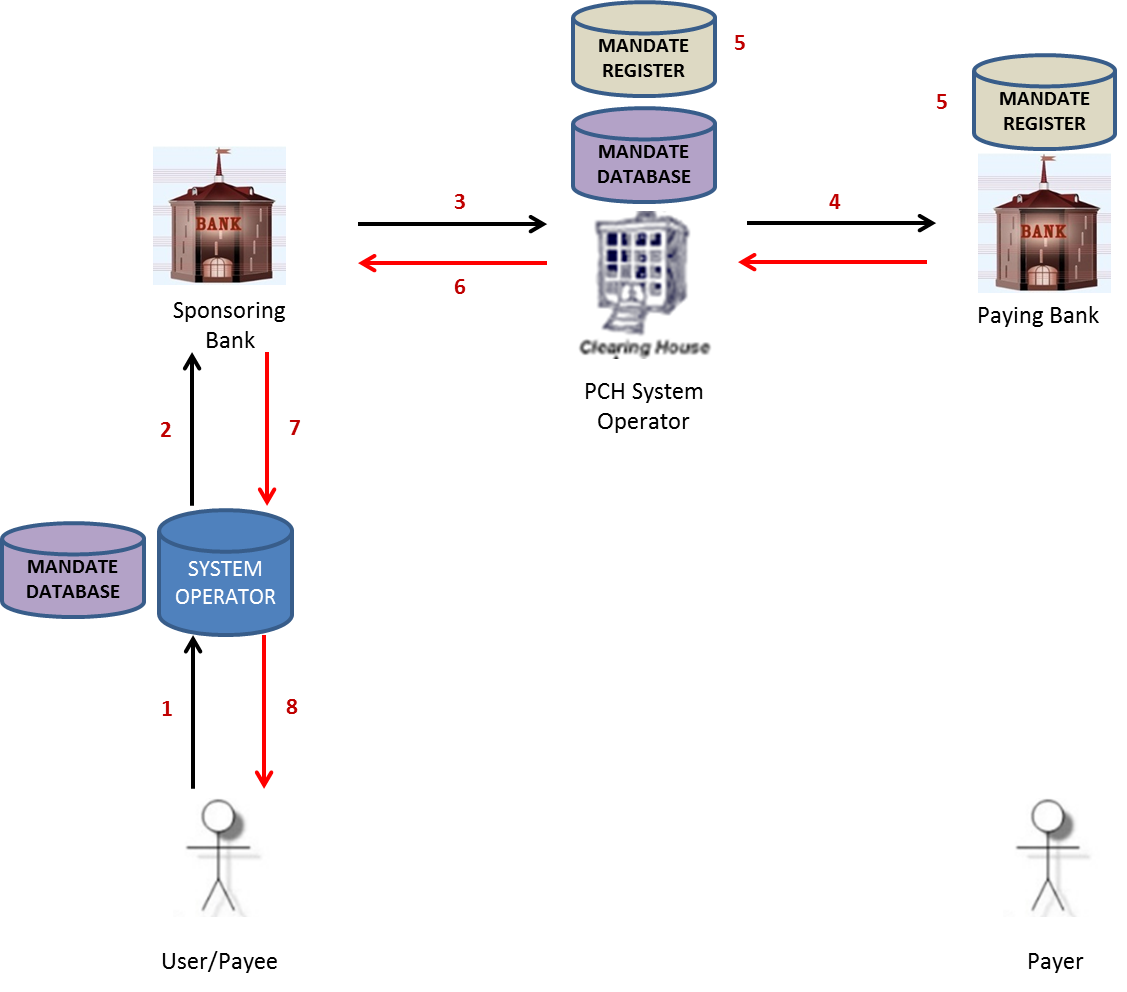 MANDATE
REGISTER
5
MANDATE
DATABASE
5
MANDATE
REGISTER
BANK
3
4
BANK
6
Sponsoring
Bank
Clearing House
Paying Bank
PCH System
Operator
2
7
MANDATE
DATABASE
SYSTEM
OPERATOR
1
8
User/Payee
Payer